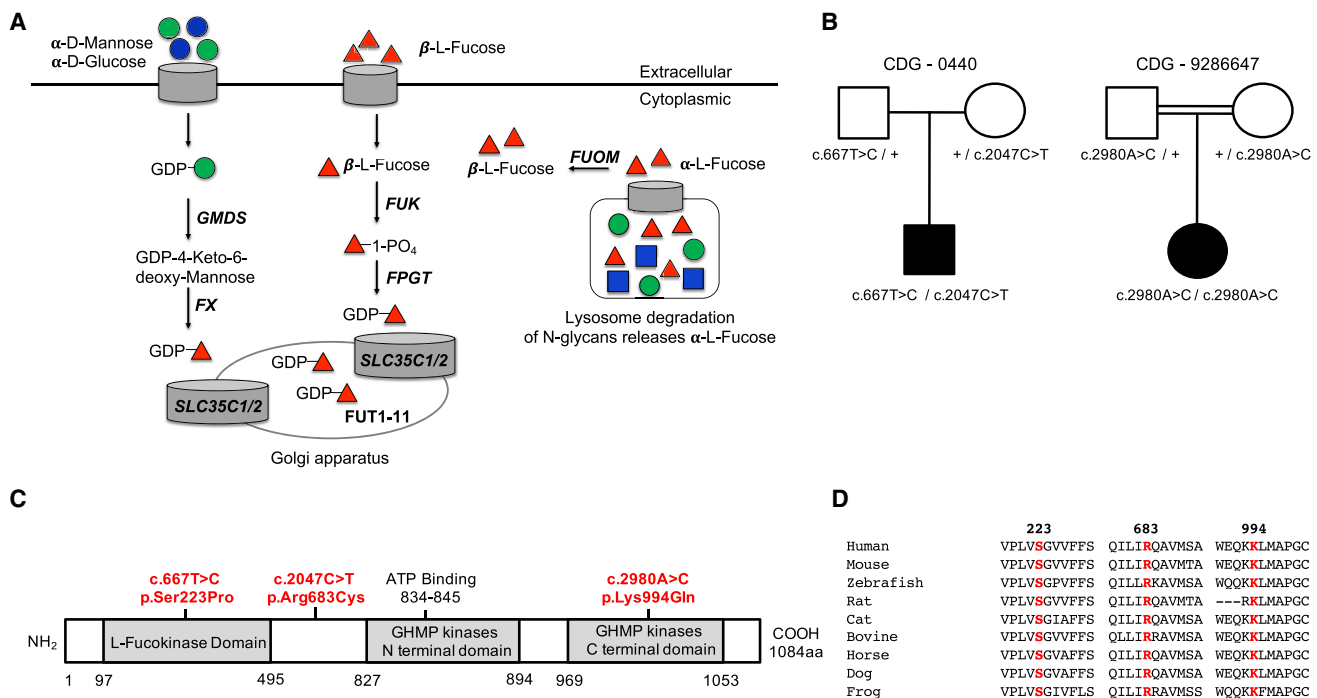 A
α-D-Mannose
α-D-Glucose
β-L-Fucose
Extracellular
Cytoplasmic
GDP
GMDS
GDP-4-Keto-6-
deoxy-Mannose
FX
GDP
SLC35C1/2
β-L-Fucose
FUK
1-PO4
FPGT
GDP
SLC35C1/2
GDP
GDP
FUT1-11
Golgi apparatus
β-L-Fucose
FUOM
α-L-Fucose
Lysosome degradation
of N-glycans releases α-L-Fucose
B
CDG - 0440
c.667T>C / +
+ / c.2047C>T
c.667T>C / c.2047C>T
CDG - 9286647
c.2980A>C / +
+ / c.2980A>C
c.2980A>C / c.2980A>C
C
c.667T>C
p.Ser223Pro
c.2047C>T
p.Arg683Cys
ATP Binding
834-845
c.2980A>C
p.Lys994Gln
NH2
L-Fucokinase Domain
GHMP kinases
N terminal domain
GHMP kinases
C terminal domain
COOH
1084aa
1 97 495 827 894 969 1053
D
223 683 994
Human VPLVSGVVFFS QILIRQAVMSA WEQKKLMAPGC
Mouse VPLVSGVVFFS QILIRQAVMTA WEQKKLMAPGC
Zebrafish VPLVSGPVFFS QILLRKAVMSA WQQKKLMAPGC
Rat VPLVSGVVFFS QILIRQAVMTA ---RKLMAPGC
Cat VPLVSGIAFFS QILIRQAVMSA WEQKKLMAPGC
Bovine VPLVSGVVFLS QLLIRRAVMSA WEQKKLMAPGC
Horse VPLVSGVAFFS QILIRQAVMSA WEQKKLMAPGC
Dog VPLVSGVAFFS QILIRQAVMSA WEQKKLMAPGC
Frog VPLVSGIVFLS QILIRQAVMSS WQQKKLMAPGC